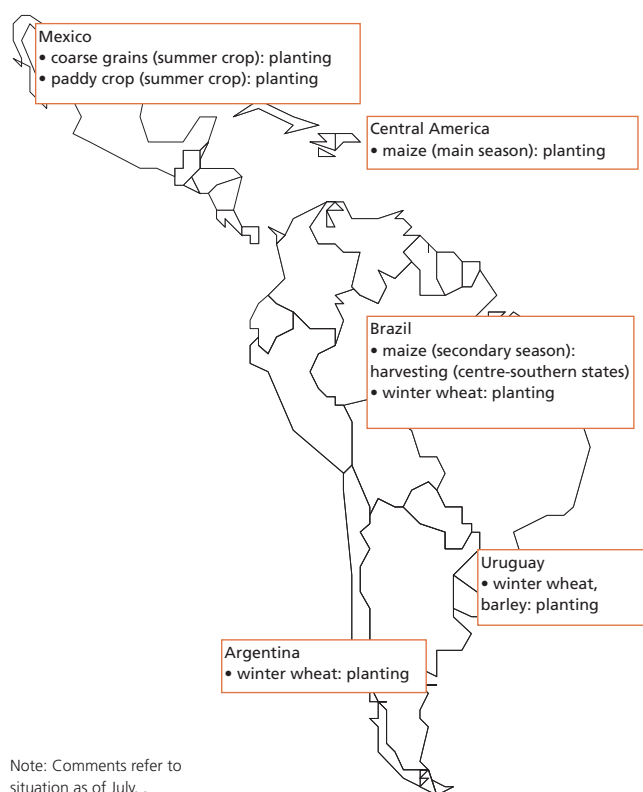 Mexico
• coarse grains (summer crop): planting
• paddy crop (summer crop): planting
Central America
• maize (main season): planting
Brazil
• maize (secondary season):
harvesting (centre-southern states)
• winter wheat: planting
Uruguay
• winter wheat,
barley: planting
Argentina
• winter wheat: planting
Note: Comments refer to
situation as of July. .